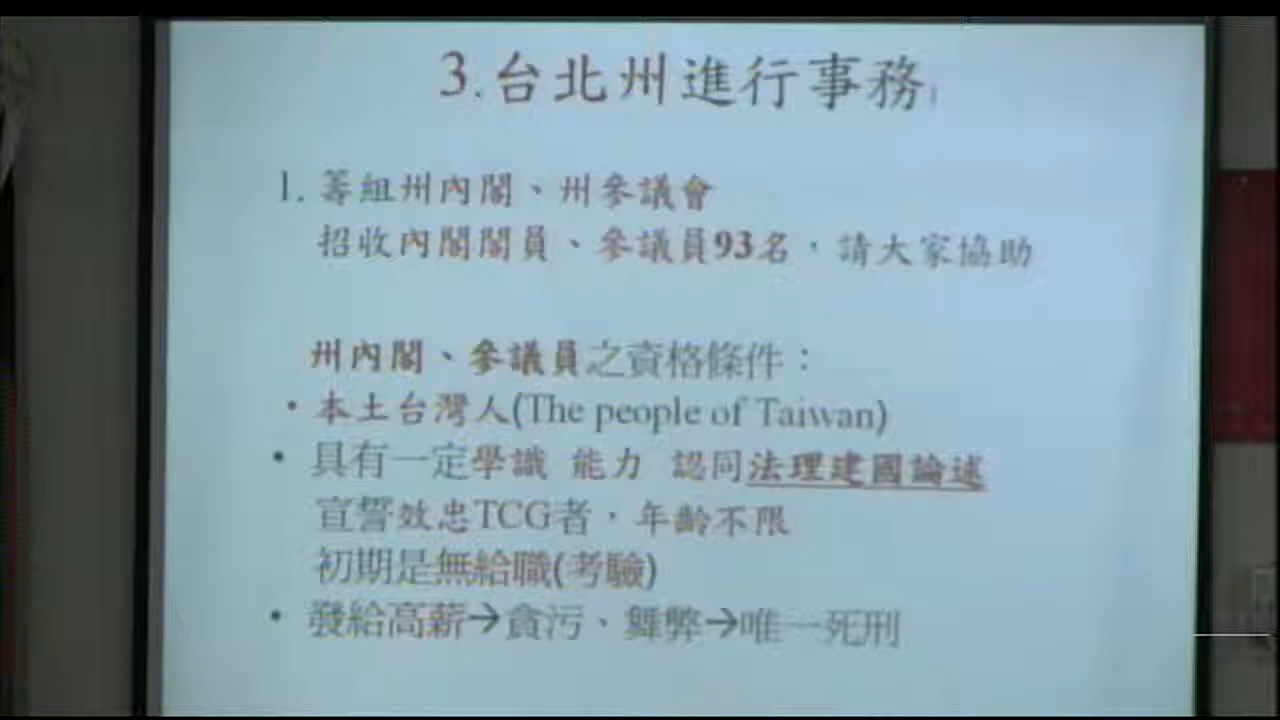 3.台北州進行事務
1. 籌組州內閣、州參議會
招收內閣閣員、參議員93名，請大家協助
州內閣、參議員之資格條件：
•本土台灣人(The people of Taiwan)
•具有一定學識 能力 認同法理建國論述
宣誓效忠TCG者，年齡不限
初期是無給職(考驗)
•發給高薪→貪污、舞弊→唯一死刑